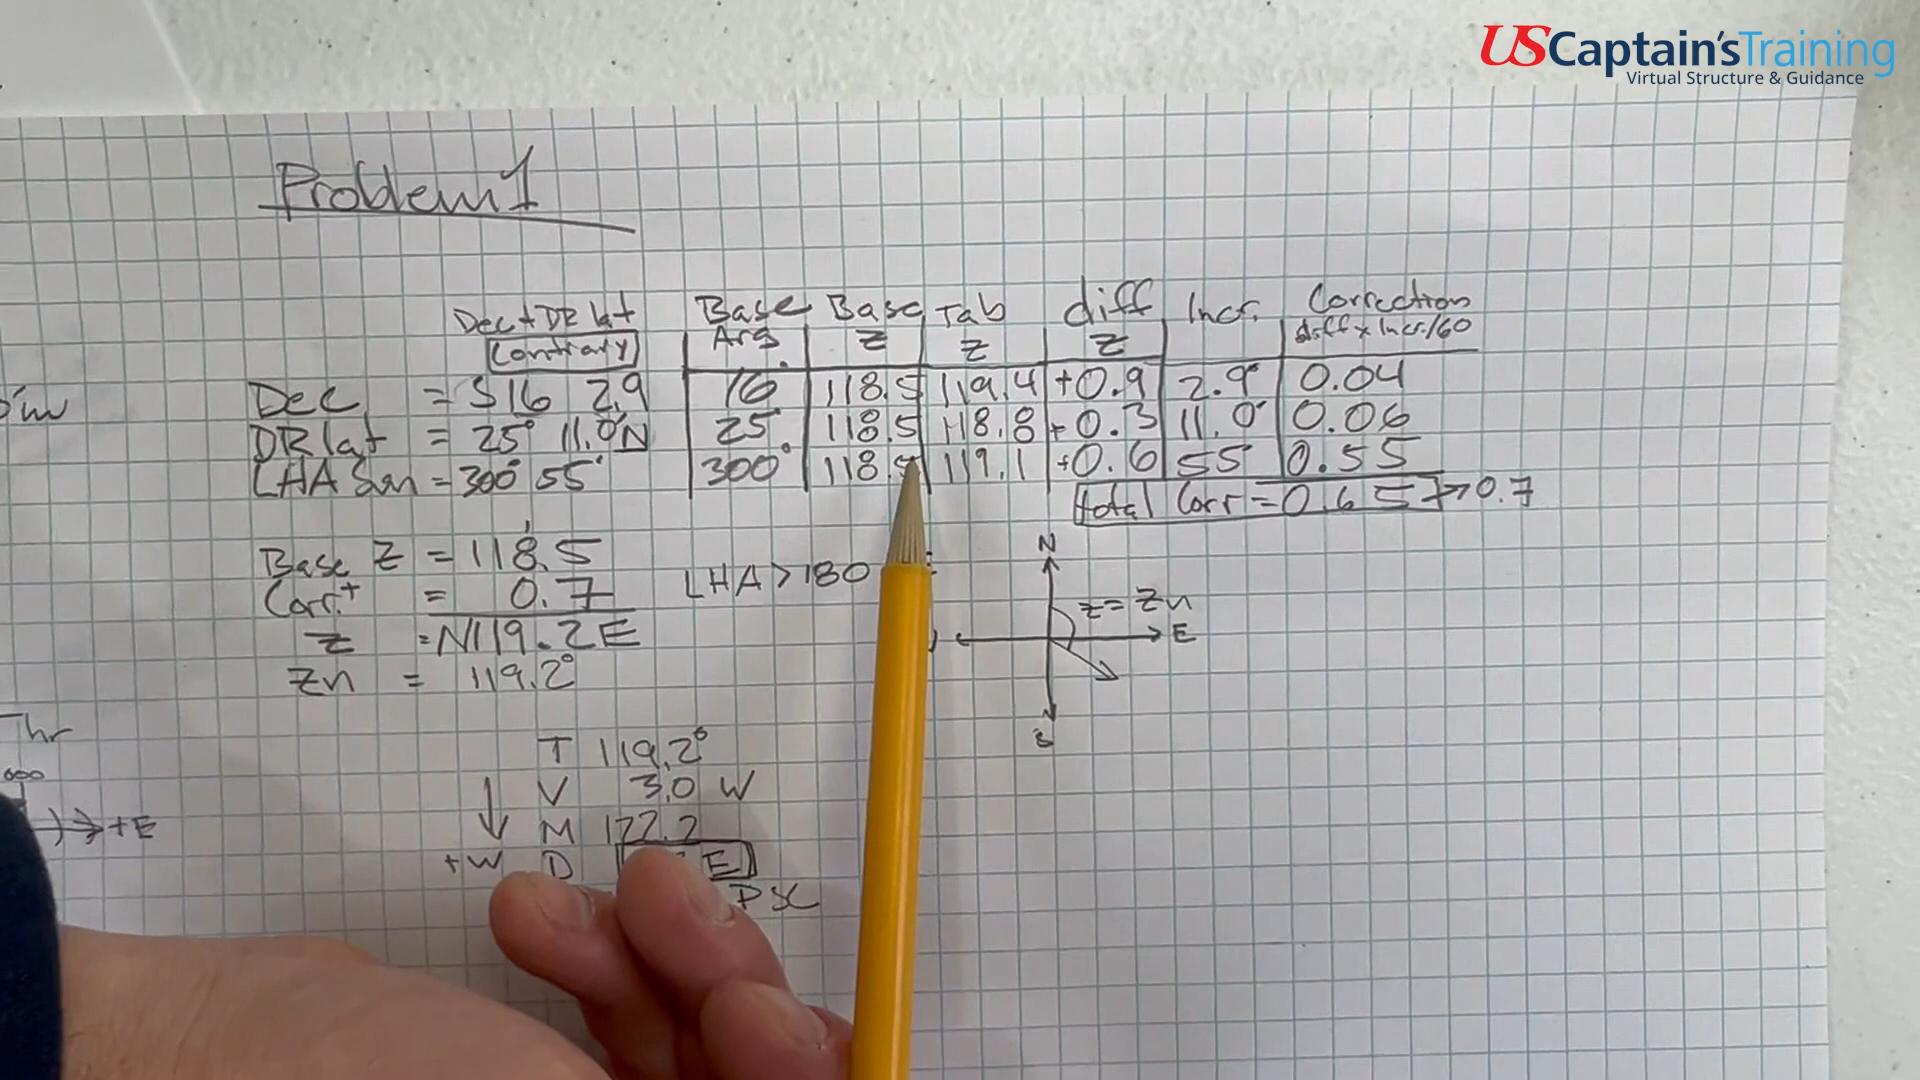 USCaptain'sTraining
Virtual Structure & Guidance
Problem 1
Dec + DR lat
Contrary
Base Arg. Base Z Tab Z diff Z Incr. Correction diff x Incr./60
Dec = S16 2.9 16 118.5 119.4 +0.9 2.9' 0.04
DR lat = 25° 11.0'N 25 118.5 118.8 + 0.3 11.0' 0.06
LHA Sun = 300° 55' 300° 118.5 119.1 +0.6 55 0.55
total Corr = 0.65 → 0.7
Base Z = 118.5
Corr.+ = 0.7
Z = N119.2E
Zn = 119.2°
LHA > 180
N
Z = Zn
E
S
Thr
000
→ +E
T 119.2°
V 3.0 W
M 122.2
+W D E
PSC